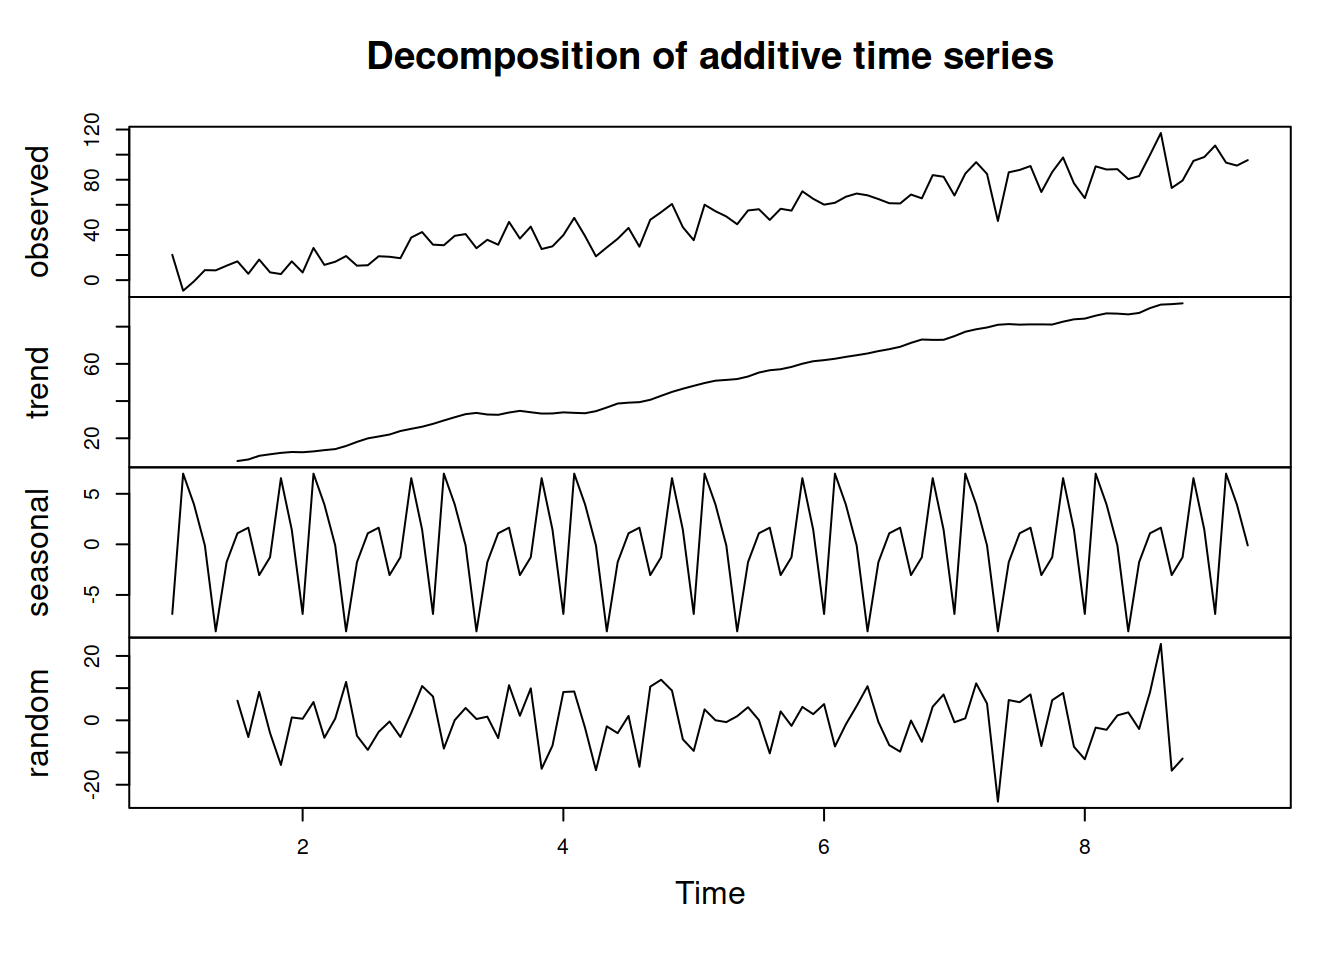 Decomposition of additive time series
observed
0 40 80 120
trend
20 60
seasonal
-5 0 5
random
-20 0 20
2 4 6 8
Time